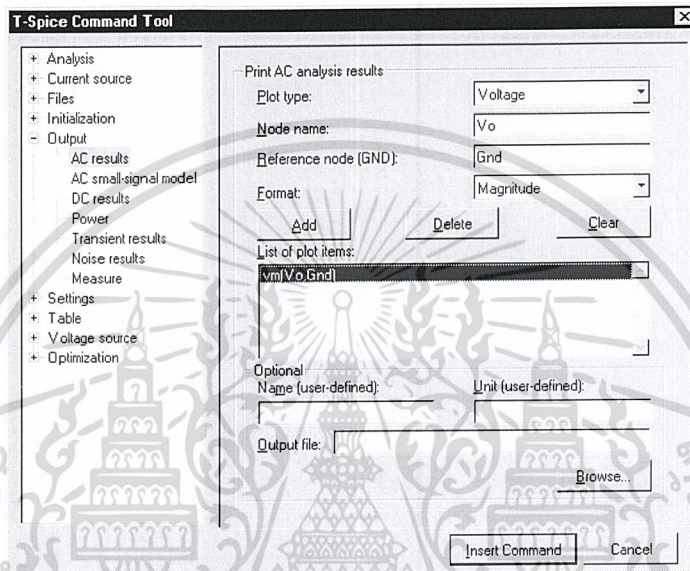 T-Spice Command Tool
+ Analysis
+ Current source
+ Files
+ Initialization
- Output
AC results
AC small-signal model
DC results
Power
Transient results
Noise results
Measure
+ Settings
+ Table
+ Voltage source
+ Optimization
Print AC analysis results
Plot type: Voltage
Node name: Vo
Reference node (GND): Gnd
Format: Magnitude
Add Delete Clear
List of plot items:
vm(Vo,Gnd)
Optional
Name (user-defined): Unit (user-defined):
Output file:
Browse...
Insert Command Cancel